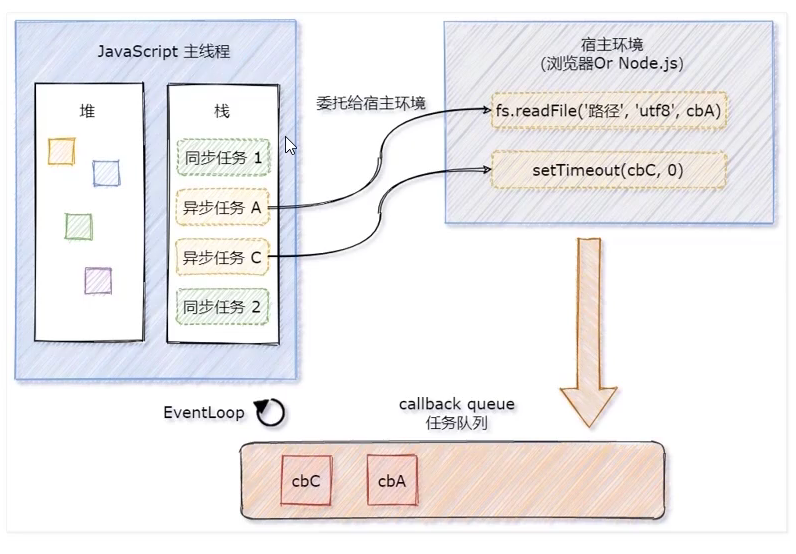 JavaScript 主线程
堆
栈
同步任务 1
异步任务 A
异步任务 C
同步任务 2
委托给宿主环境
宿主环境
(浏览器Or Node.js)
fs.readFile('路径', 'utf8', cbA)
setTimeout(cbC, 0)
EventLoop
callback queue
任务队列
cbC
cbA